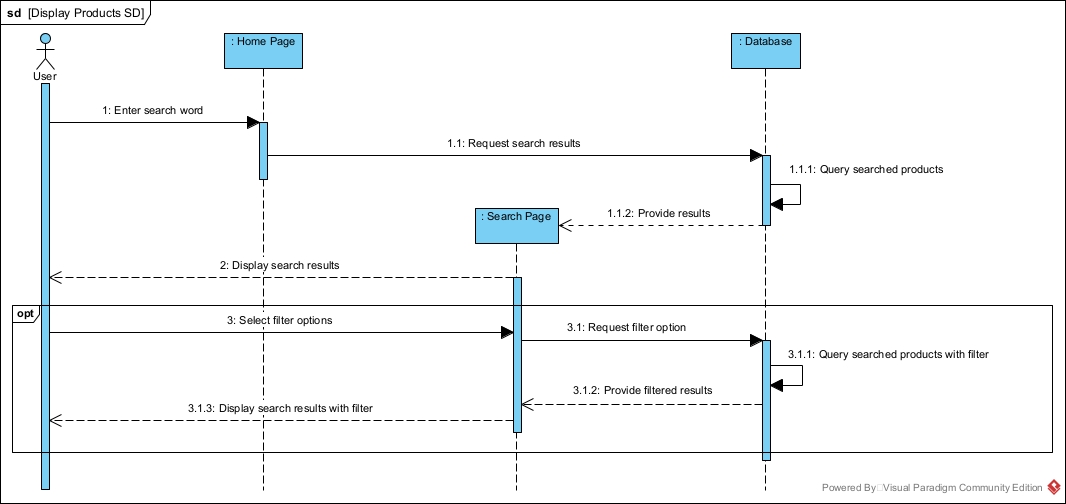 sd [Display Products SD]
User
: Home Page
: Database
1: Enter search word
1.1: Request search results
1.1.1: Query searched products
: Search Page
1.1.2: Provide results
2: Display search results
opt
3: Select filter options
3.1: Request filter option
3.1.1: Query searched products with filter
3.1.2: Provide filtered results
3.1.3: Display search results with filter
Powered By Visual Paradigm Community Edition